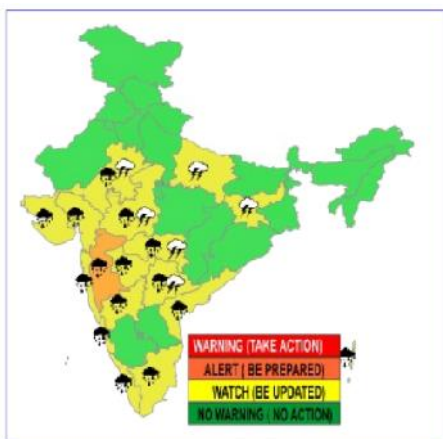 WARNING (TAKE ACTION)
ALERT ( BE PREPARED)
WATCH (BE UPDATED)
NO WARNING ( NO ACTION)